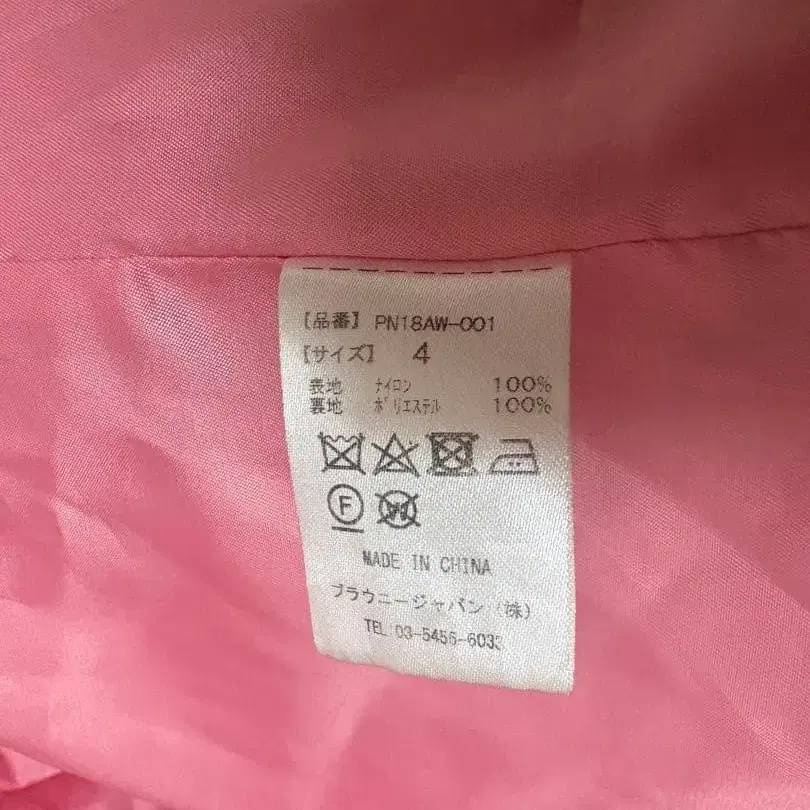 【品番】 PN18AW-001
【サイズ】 4
表地 ナイロン 100%
裏地 ポリエステル 100%
F
W
MADE IN CHINA
ブラウニージャパン(株)
TEL 03-5456-6033